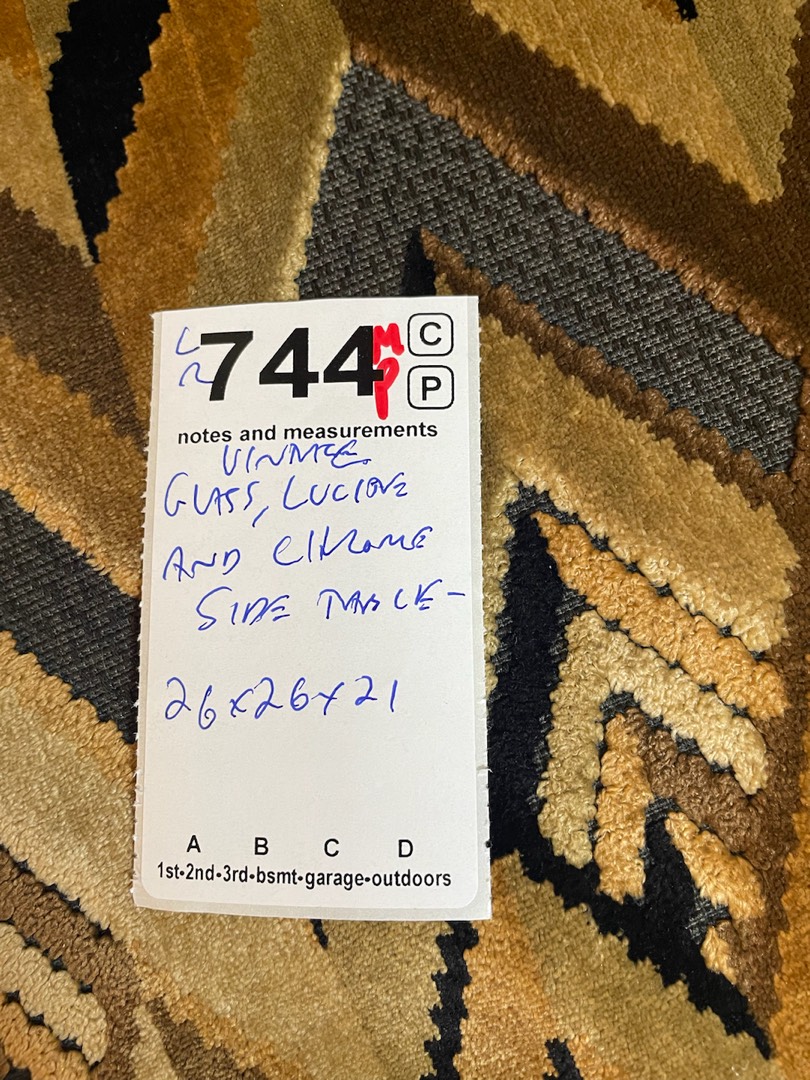 L 744 M C
R P P
notes and measurements
VINTAGE
GLASS, LUCITE
AND CHROME
SIDE TABLE-
26x26x21
A B C D
1st•2nd•3rd•bsmt•garage•outdoors